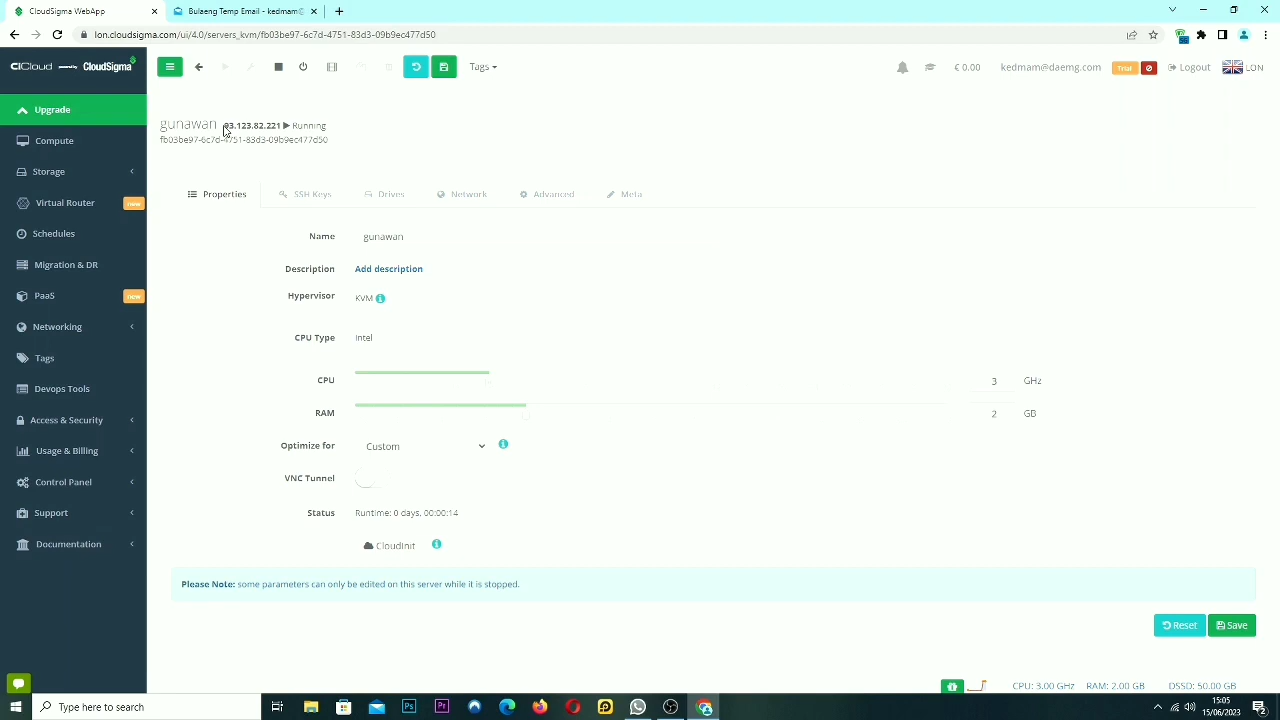 CloudSigma WebApp
Bulaeng Temp Email - kedmam@
lon.cloudsigma.com/ui/4.0/servers_kvm/fb03be97-6c7d-4751-83d3-09b9ec477d50
CloudSigma
Tags
€ 0.00
kedmam@daemg.com
Trial
Logout
LON
Upgrade
Compute
Storage
Virtual Router
new
Schedules
Migration & DR
PaaS
new
Networking
Tags
Devops Tools
Access & Security
Usage & Billing
Control Panel
Support
Documentation
gunawan 93.123.82.221 Running
fb03be97-6c7d-4751-83d3-09b9ec477d50
Properties
SSH Keys
Drives
Network
Advanced
Meta
Name gunawan
Description Add description
Hypervisor KVM
CPU Type Intel
CPU 3 GHz
RAM 2 GB
Optimize for Custom
VNC Tunnel
Status Runtime: 0 days, 00:00:14
CloudInit
Please Note: some parameters can only be edited on this server while it is stopped.
Reset Save
CPU: 3.00 GHz RAM: 2.00 GB DSSD: 50.00 GB
Type here to search
15:05
15/06/2023